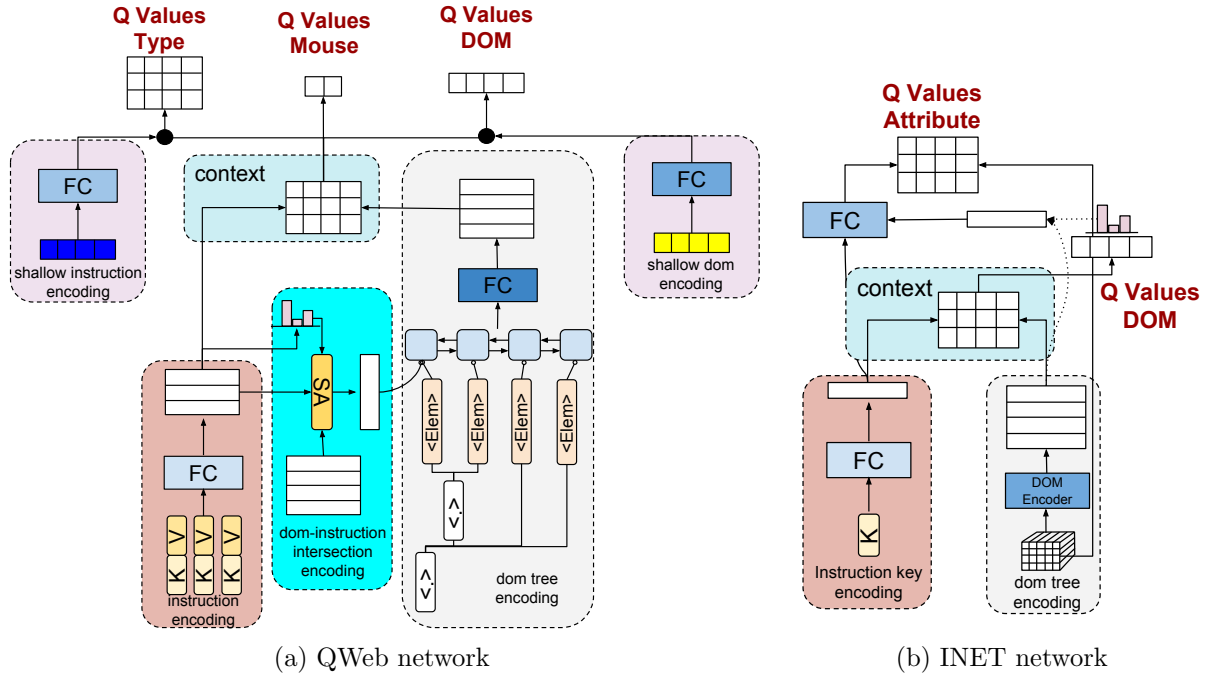 Q Values
Type
Q Values
Mouse
Q Values
DOM
FC
shallow instruction
encoding
context
FC
shallow dom
encoding
FC
SA
<Elem>
<Elem>
<Elem>
<Elem>
FC
K V
K V
K V
instruction
encoding
dom-instruction
intersection
encoding
<.>
<.>
dom tree
encoding
(a) QWeb network
Q Values
Attribute
FC
context
Q Values
DOM
FC
K
Instruction key
encoding
DOM
Encoder
dom tree
encoding
(b) INET network